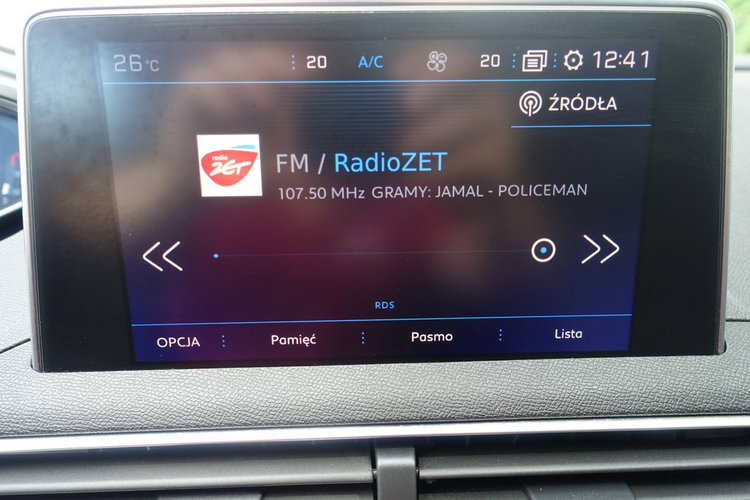 26°C 20 A/C 20 12:41
ŹRÓDŁA
radio
ZET
FM / RadioZET
107.50 MHz GRAMY: JAMAL - POLICEMAN
RDS
OPCJA Pamięć Pasmo Lista